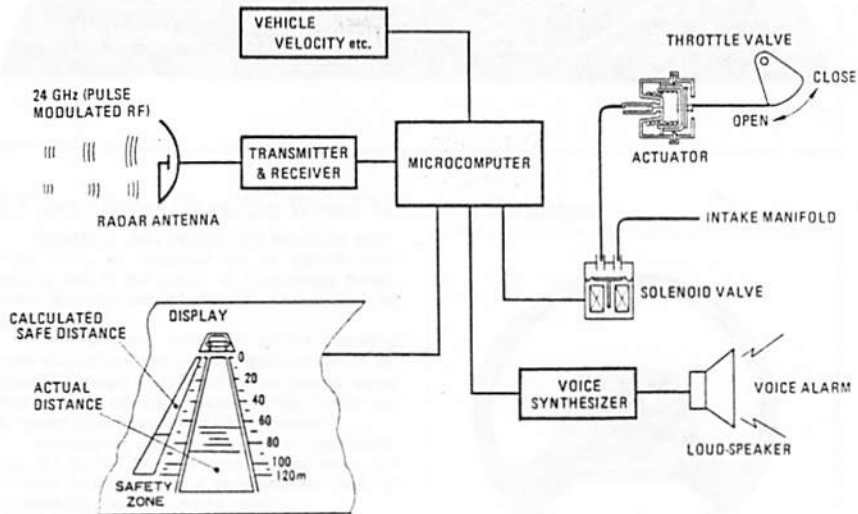 VEHICLE
VELOCITY etc.
THROTTLE VALVE
CLOSE
OPEN
ACTUATOR
24 GHz (PULSE
MODULATED RF)
TRANSMITTER
& RECEIVER
MICROCOMPUTER
RADAR ANTENNA
INTAKE MANIFOLD
SOLENOID VALVE
DISPLAY
CALCULATED
SAFE DISTANCE
ACTUAL
DISTANCE
0
20
40
60
80
100
120m
SAFETY
ZONE
VOICE
SYNTHESIZER
VOICE ALARM
LOUD-SPEAKER